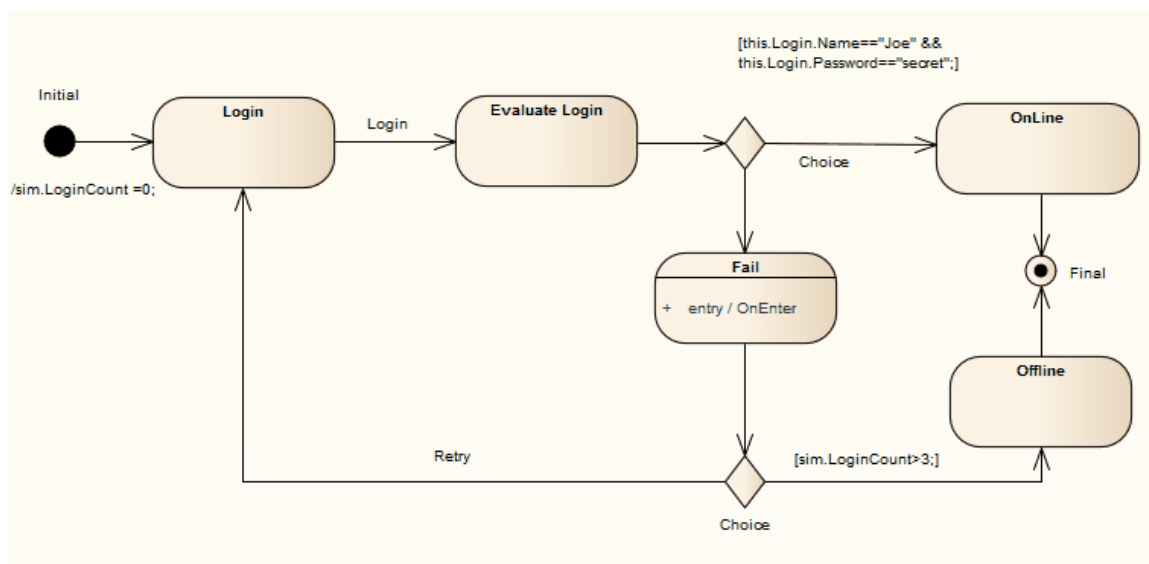 [this.Login.Name=="Joe" &&
this.Login.Password=="secret";]
Initial
Login
Login
Evaluate Login
OnLine
Choice
/sim.LoginCount =0;
Fail
+ entry / OnEnter
Final
Offline
Retry
[sim.LoginCount>3;]
Choice